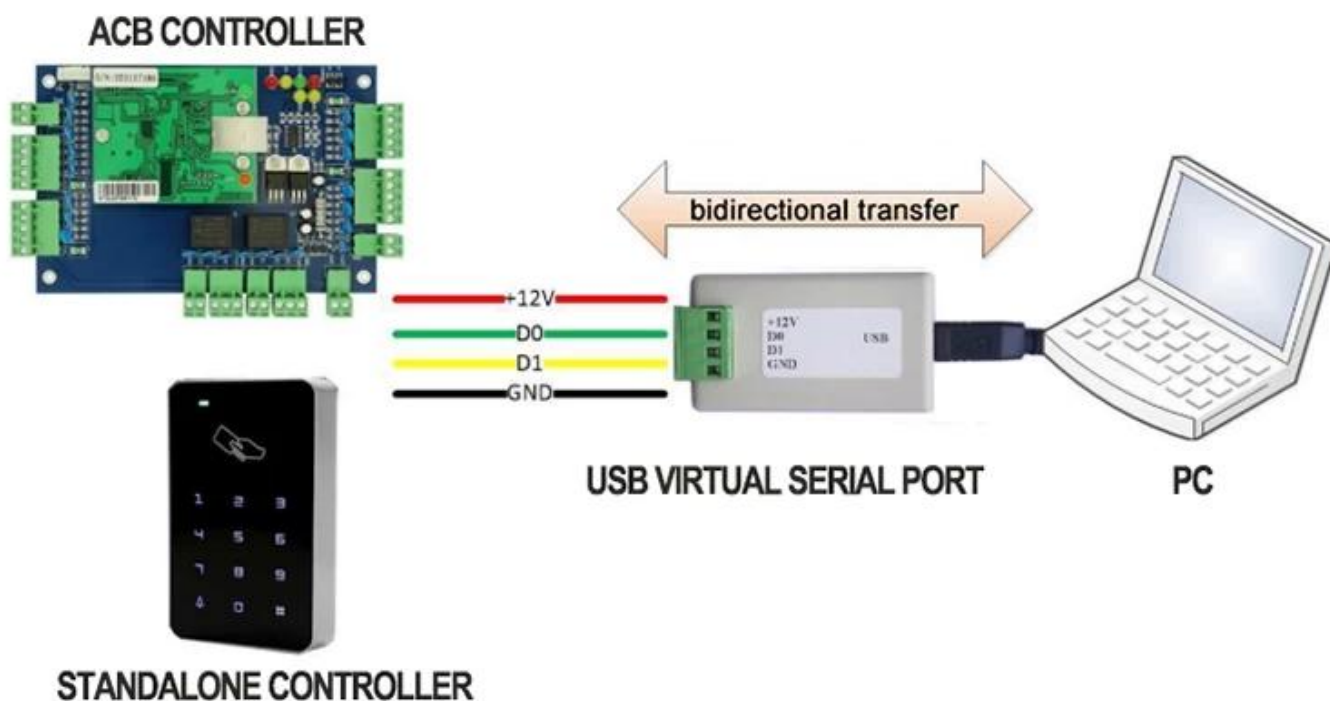 ACB CONTROLLER
bidirectional transfer
+12V
D0
D1
GND
+12V
D0
D1
GND
USB
1 2 3
4 5 6
7 8 9
0 #
USB VIRTUAL SERIAL PORT
PC
STANDALONE CONTROLLER